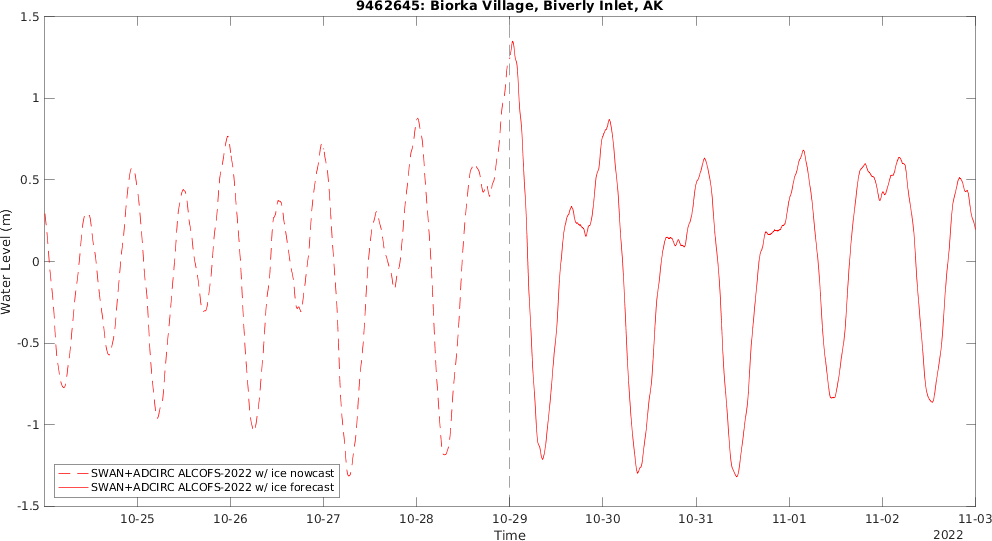 9462645: Biorka Village, Biverly Inlet, AK
Water Level (m)
1.5
1
0.5
0
-0.5
-1
-1.5
SWAN+ADCIRC ALCOFS-2022 w/ ice nowcast
SWAN+ADCIRC ALCOFS-2022 w/ ice forecast
10-25 10-26 10-27 10-28 10-29 10-30 10-31 11-01 11-02 11-03
Time
2022